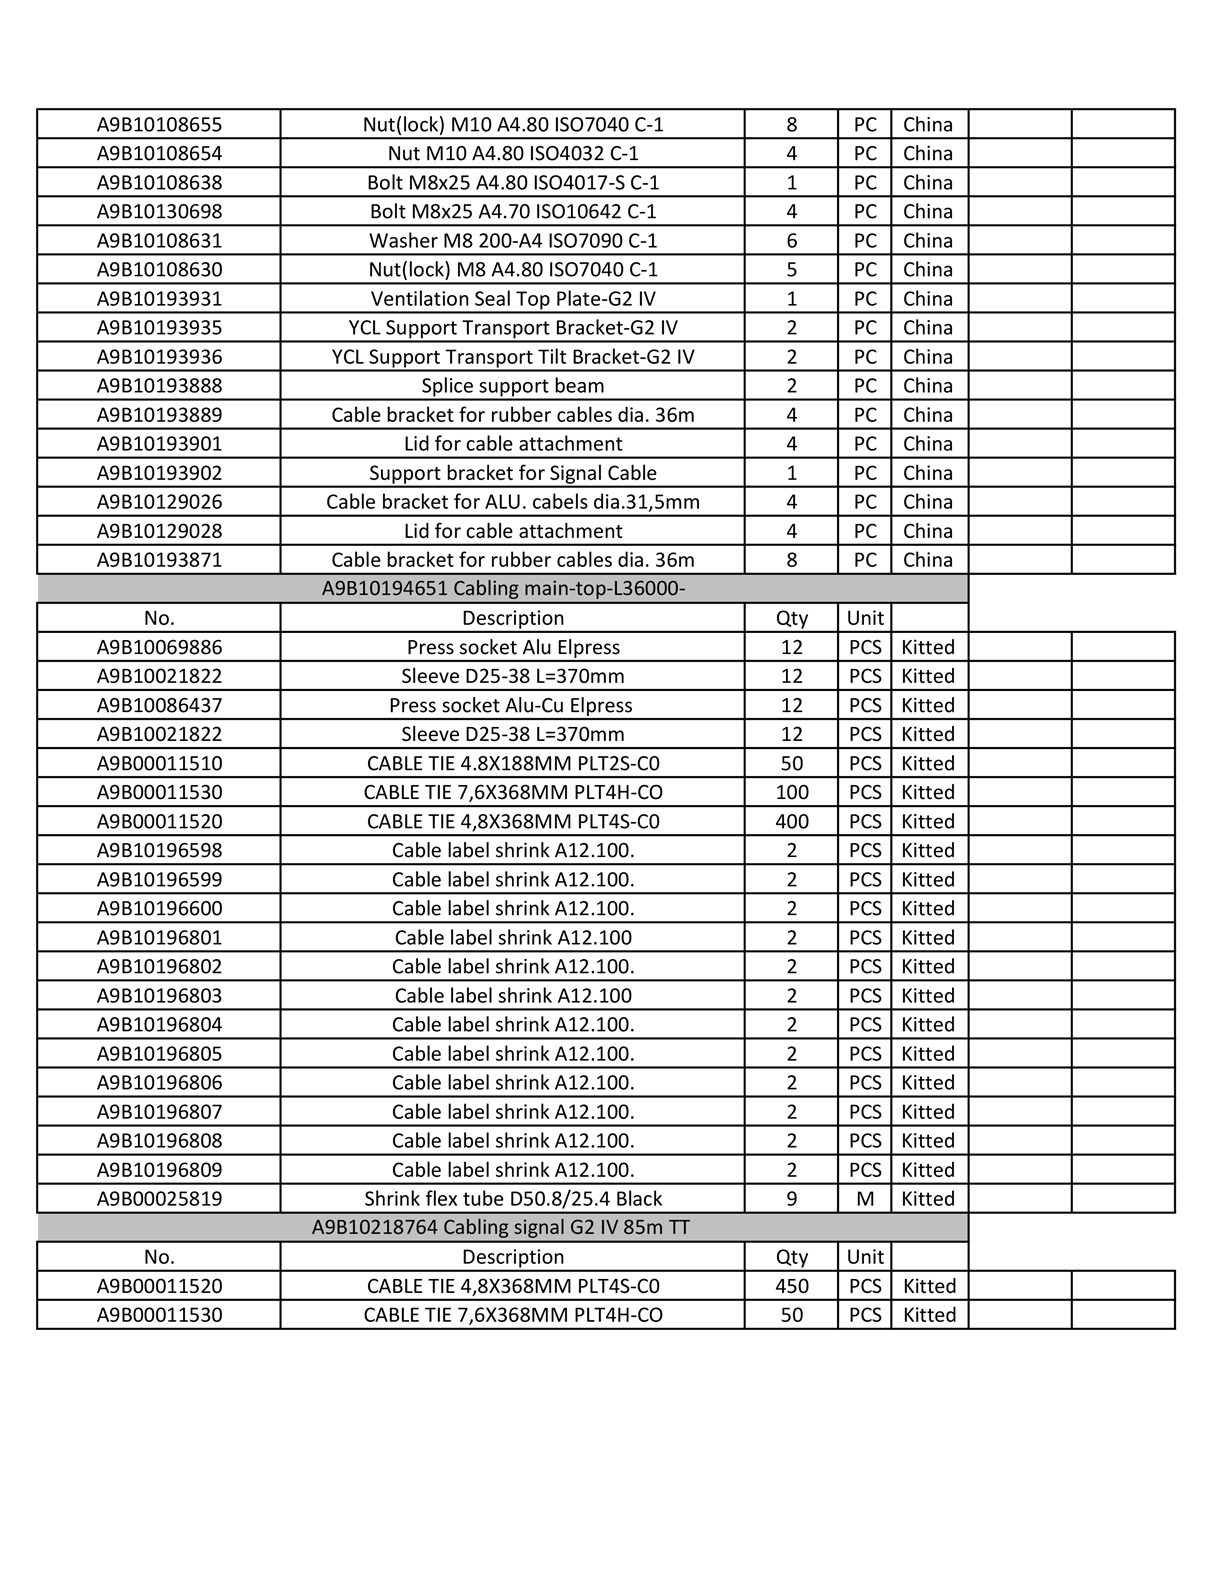 A9B10108655 Nut(lock) M10 A4.80 ISO7040 C-1 8 PC China
A9B10108654 Nut M10 A4.80 ISO4032 C-1 4 PC China
A9B10108638 Bolt M8x25 A4.80 ISO4017-S C-1 1 PC China
A9B10130698 Bolt M8x25 A4.70 ISO10642 C-1 4 PC China
A9B10108631 Washer M8 200-A4 ISO7090 C-1 6 PC China
A9B10108630 Nut(lock) M8 A4.80 ISO7040 C-1 5 PC China
A9B10193931 Ventilation Seal Top Plate-G2 IV 1 PC China
A9B10193935 YCL Support Transport Bracket-G2 IV 2 PC China
A9B10193936 YCL Support Transport Tilt Bracket-G2 IV 2 PC China
A9B10193888 Splice support beam 2 PC China
A9B10193889 Cable bracket for rubber cables dia. 36m 4 PC China
A9B10193901 Lid for cable attachment 4 PC China
A9B10193902 Support bracket for Signal Cable 1 PC China
A9B10129026 Cable bracket for ALU. cabels dia.31,5mm 4 PC China
A9B10129028 Lid for cable attachment 4 PC China
A9B10193871 Cable bracket for rubber cables dia. 36m 8 PC China
A9B10194651 Cabling main-top-L36000-
No. Description Qty Unit
A9B10069886 Press socket Alu Elpress 12 PCS Kitted
A9B10021822 Sleeve D25-38 L=370mm 12 PCS Kitted
A9B10086437 Press socket Alu-Cu Elpress 12 PCS Kitted
A9B10021822 Sleeve D25-38 L=370mm 12 PCS Kitted
A9B00011510 CABLE TIE 4.8X188MM PLT2S-C0 50 PCS Kitted
A9B00011530 CABLE TIE 7,6X368MM PLT4H-CO 100 PCS Kitted
A9B00011520 CABLE TIE 4,8X368MM PLT4S-C0 400 PCS Kitted
A9B10196598 Cable label shrink A12.100. 2 PCS Kitted
A9B10196599 Cable label shrink A12.100. 2 PCS Kitted
A9B10196600 Cable label shrink A12.100. 2 PCS Kitted
A9B10196801 Cable label shrink A12.100 2 PCS Kitted
A9B10196802 Cable label shrink A12.100. 2 PCS Kitted
A9B10196803 Cable label shrink A12.100 2 PCS Kitted
A9B10196804 Cable label shrink A12.100. 2 PCS Kitted
A9B10196805 Cable label shrink A12.100. 2 PCS Kitted
A9B10196806 Cable label shrink A12.100. 2 PCS Kitted
A9B10196807 Cable label shrink A12.100. 2 PCS Kitted
A9B10196808 Cable label shrink A12.100. 2 PCS Kitted
A9B10196809 Cable label shrink A12.100. 2 PCS Kitted
A9B00025819 Shrink flex tube D50.8/25.4 Black 9 M Kitted
A9B10218764 Cabling signal G2 IV 85m TT
No. Description Qty Unit
A9B00011520 CABLE TIE 4,8X368MM PLT4S-C0 450 PCS Kitted
A9B00011530 CABLE TIE 7,6X368MM PLT4H-CO 50 PCS Kitted